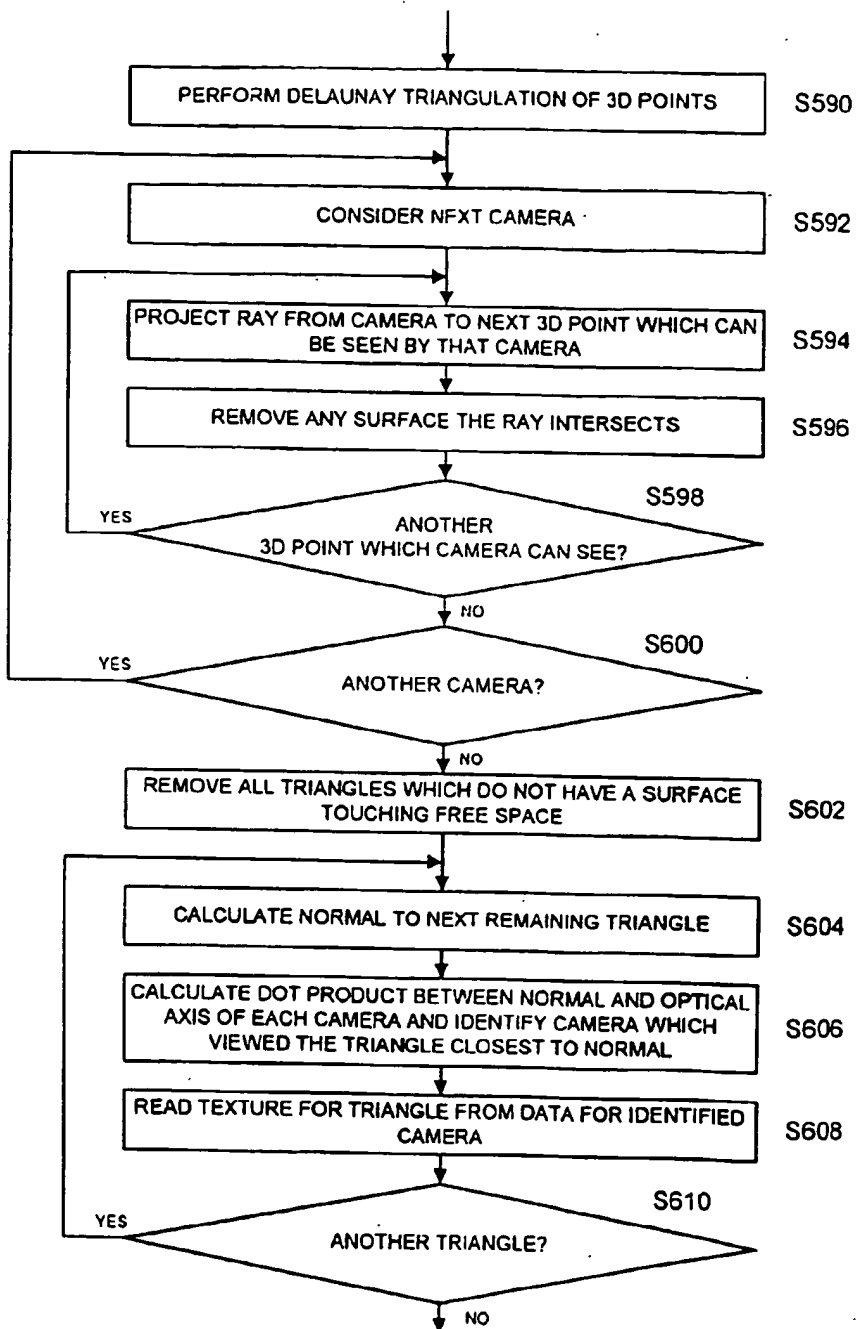 PERFORM DELAUNAY TRIANGULATION OF 3D POINTS
S590
CONSIDER NEXT CAMERA
S592
PROJECT RAY FROM CAMERA TO NEXT 3D POINT WHICH CAN
BE SEEN BY THAT CAMERA
S594
REMOVE ANY SURFACE THE RAY INTERSECTS
S596
S598
YES
ANOTHER
3D POINT WHICH CAMERA CAN SEE?
NO
S600
YES
ANOTHER CAMERA?
NO
REMOVE ALL TRIANGLES WHICH DO NOT HAVE A SURFACE
TOUCHING FREE SPACE
S602
CALCULATE NORMAL TO NEXT REMAINING TRIANGLE
S604
CALCULATE DOT PRODUCT BETWEEN NORMAL AND OPTICAL
AXIS OF EACH CAMERA AND IDENTIFY CAMERA WHICH
VIEWED THE TRIANGLE CLOSEST TO NORMAL
S606
READ TEXTURE FOR TRIANGLE FROM DATA FOR IDENTIFIED
CAMERA
S608
S610
YES
ANOTHER TRIANGLE?
NO